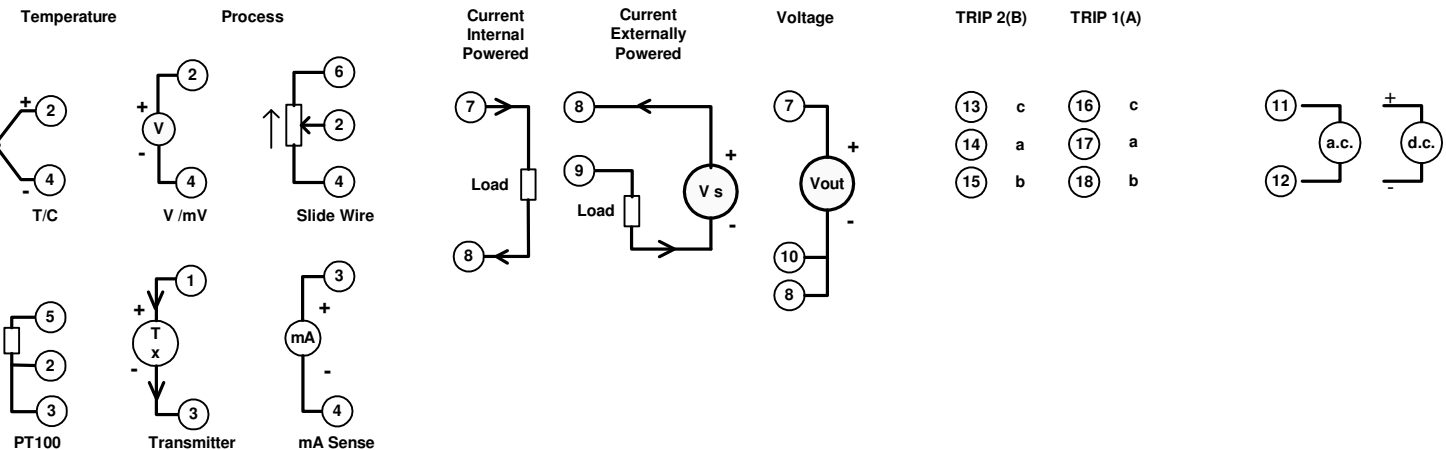 Temperature
Process
Current
Internal
Powered
Current
Externally
Powered
Voltage
TRIP 2(B)
TRIP 1(A)
+
2
-
4
T/C
2
+
V
-
4
V /mV
6
2
4
Slide Wire
7
Load
8
8
9
Load
+
V s
-
7
+
Vout
-
10
8
13 c
14 a
15 b
16 c
17 a
18 b
11
12
a.c.
+
d.c.
-
5
2
3
PT100
1
+
T
x
-
3
Transmitter
3
+
mA
-
4
mA Sense